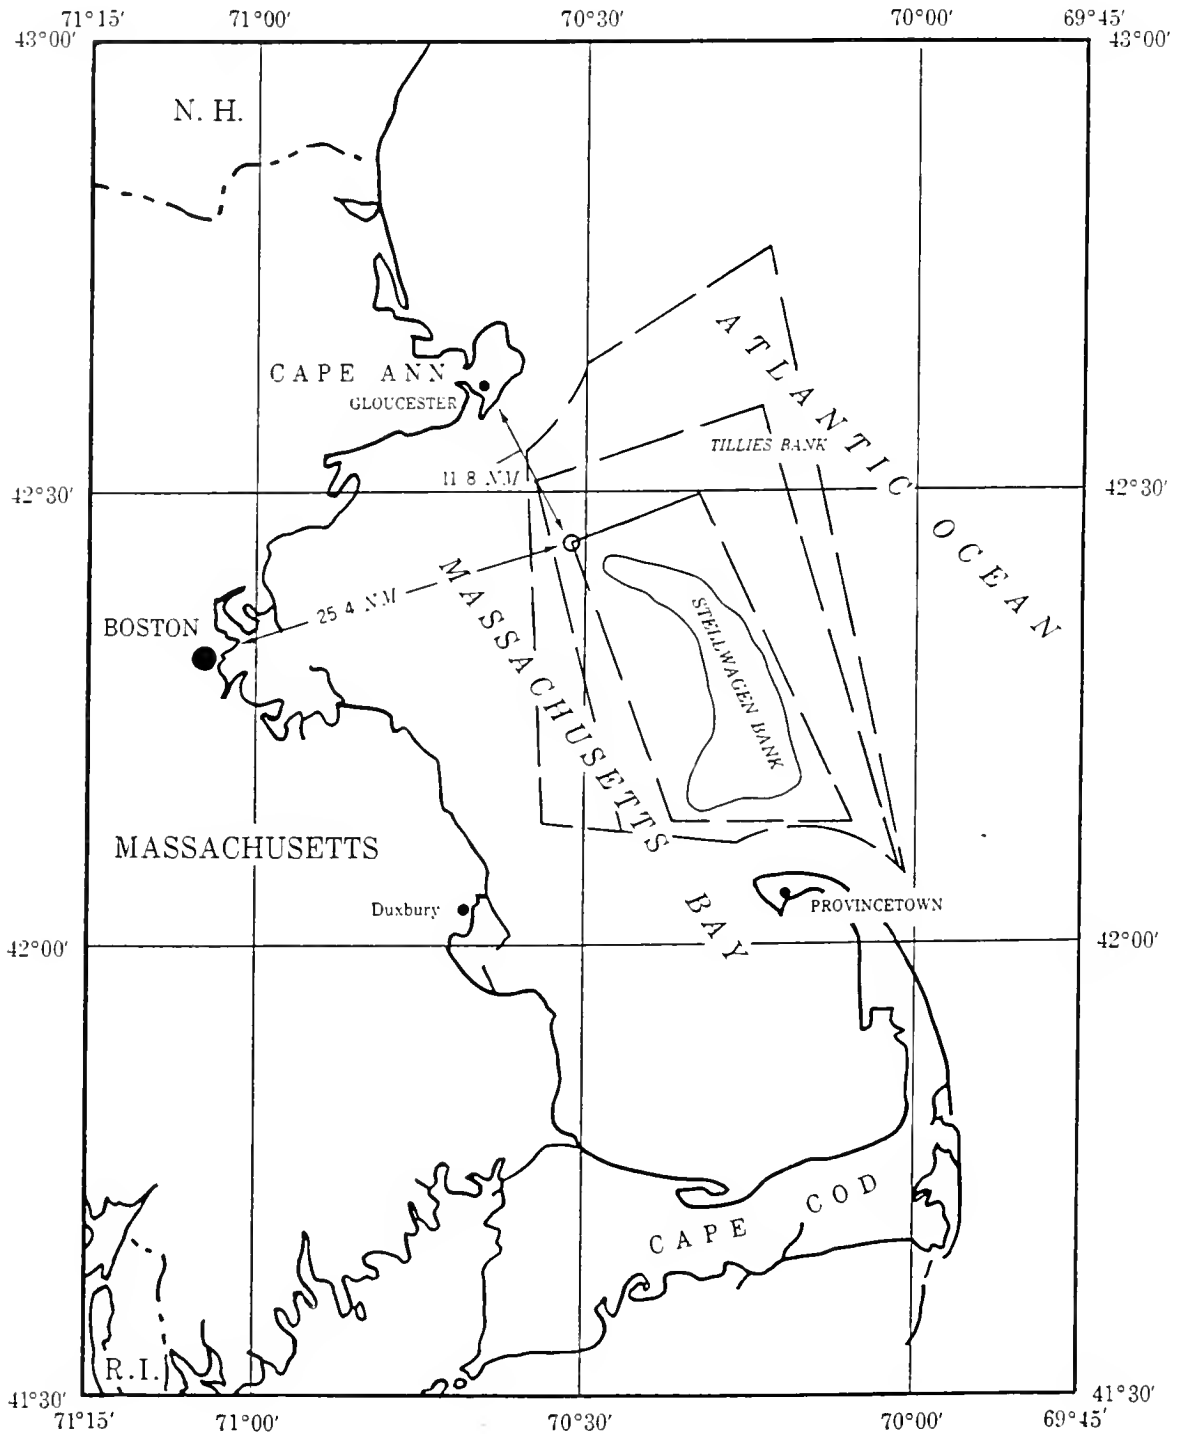 71°15′ 71°00′ 70°30′ 70°00′ 69°45′
43°00′ 43°00′
N. H.
ATLANTIC OCEAN
CAPE ANN
GLOUCESTER
TILLIES BANK
11 8 N.M
42°30′ 42°30′
MASSACHUSETTS BAY
25 4 N.M
STELLWAGEN BANK
BOSTON
MASSACHUSETTS
Duxbury
PROVINCETOWN
42°00′ 42°00′
CAPE COD
R.I.
41°30′ 41°30′
71°15′ 71°00′ 70°30′ 70°00′ 69°45′